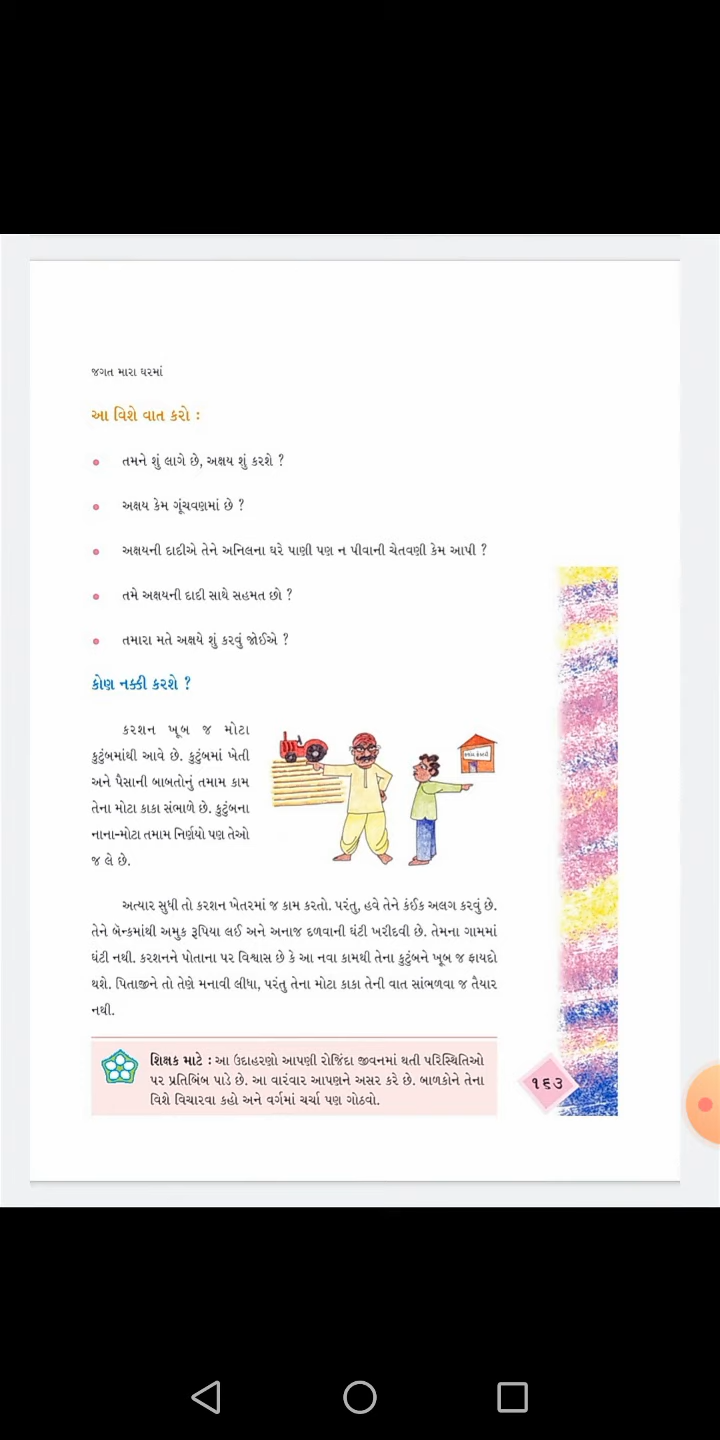 જગત મારા ઘરમાં
આ વિશે વાત કરો :
• તમને શું લાગે છે, અક્ષય શું કરશે ?
• અક્ષય કેમ ગૂંચવણમાં છે ?
• અક્ષયની દાદીએ તેને અનિલના ઘરે પાણી પણ ન પીવાની ચેતવણી કેમ આપી ?
• તમે અક્ષયની દાદી સાથે સહમત છો ?
• તમારા મતે અક્ષયે શું કરવું જોઈએ ?
કોણ નક્કી કરશે ?
કરશન ખૂબ જ મોટા
કુટુંબમાંથી આવે છે. કુટુંબમાં ખેતી
અને પૈસાની બાબતોનું તમામ કામ
તેના મોટા કાકા સંભાળે છે. કુટુંબના
નાના-મોટા તમામ નિર્ણયો પણ તેઓ
જ લે છે.
અત્યાર સુધી તો કરશન ખેતરમાં જ કામ કરતો. પરંતુ, હવે તેને કંઈક અલગ કરવું છે.
તેને બૅન્કમાંથી અમુક રૂપિયા લઈ અને અનાજ દળવાની ઘંટી ખરીદવી છે. તેમના ગામમાં
ઘંટી નથી. કરશનને પોતાના પર વિશ્વાસ છે કે આ નવા કામથી તેના કુટુંબને ખૂબ જ ફાયદો
થશે. પિતાજીને તો તેણે મનાવી લીધા, પરંતુ તેના મોટા કાકા તેની વાત સાંભળવા જ તૈયાર
નથી.
શિક્ષક માટે : આ ઉદાહરણો આપણી રોજિંદા જીવનમાં થતી પરિસ્થિતિઓ
પર પ્રતિબિંબ પાડે છે. આ વારંવાર આપણને અસર કરે છે. બાળકોને તેના
વિશે વિચારવા કહો અને વર્ગમાં ચર્ચા પણ ગોઠવો.
૧૬૩